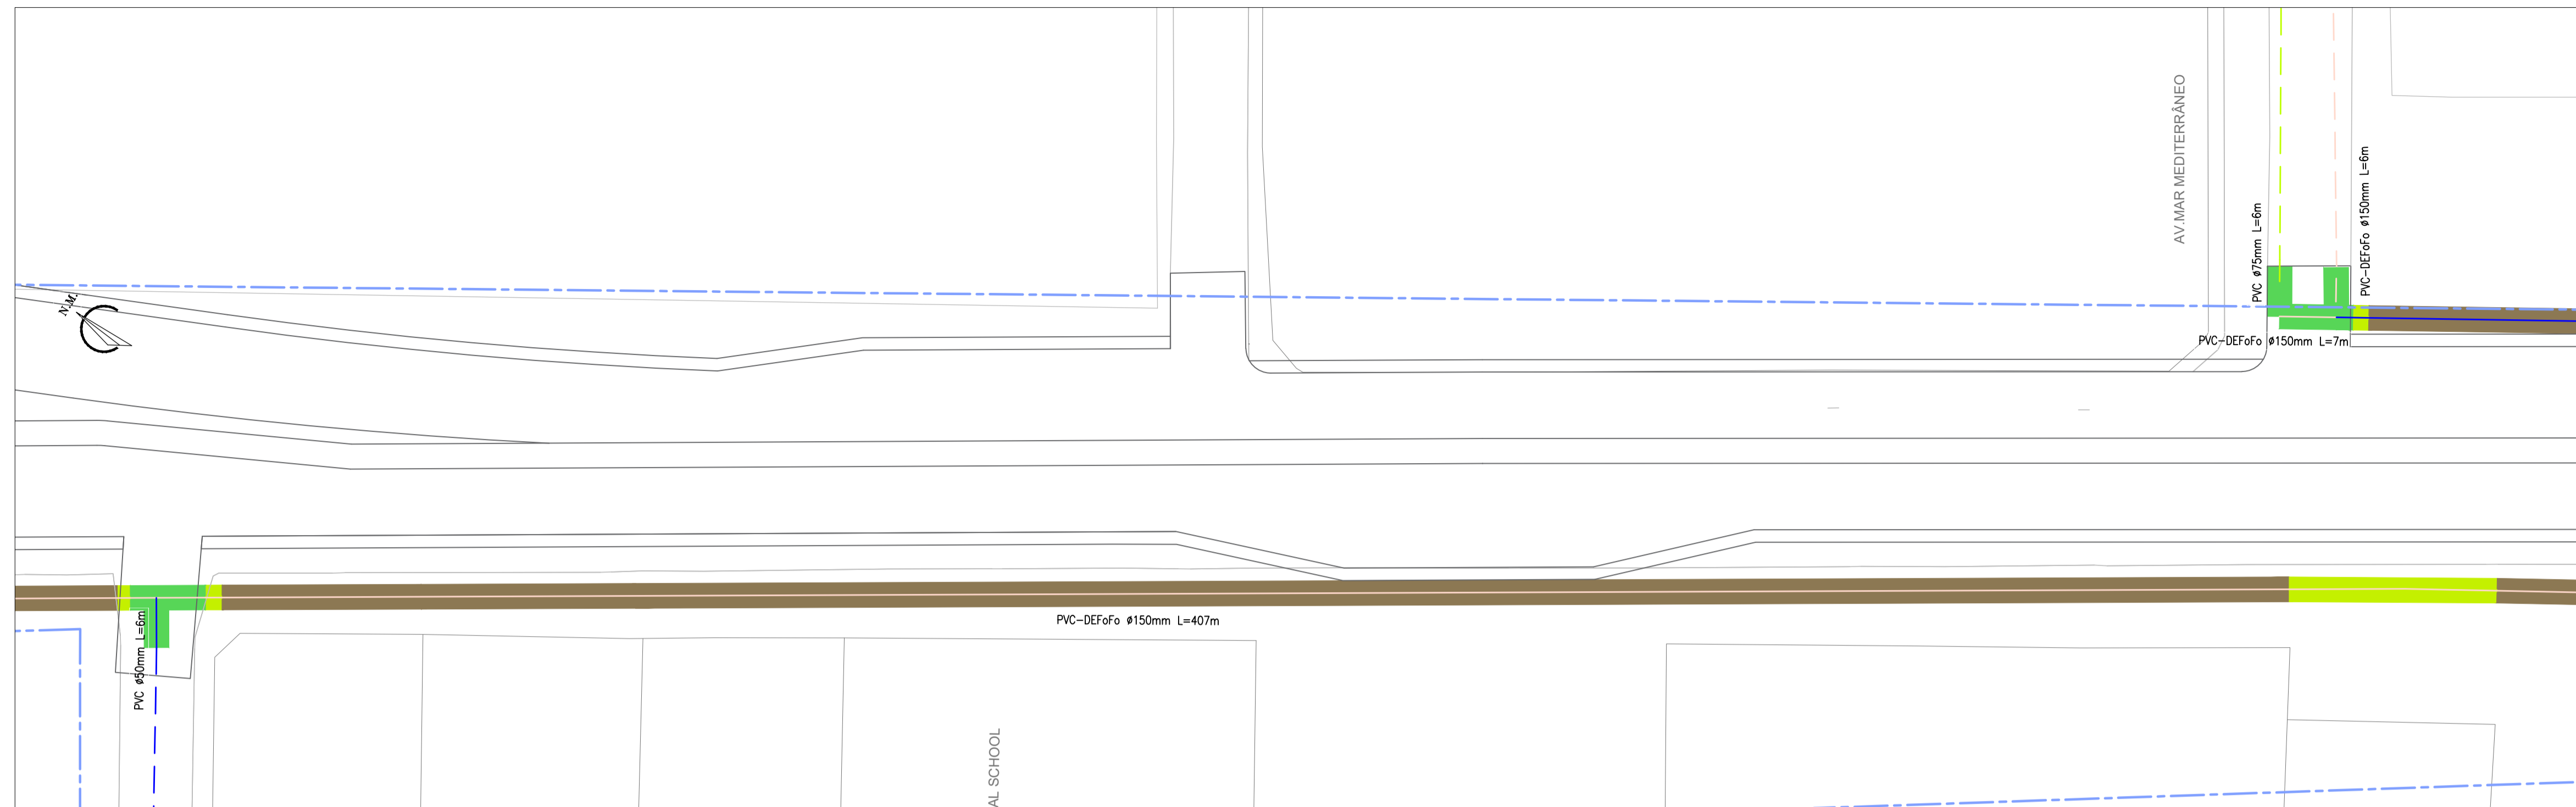 AV.MAR MEDITERRÂNEO
PVC ø75mm L=6m
PVC-DEFoFo ø150mm L=6m
N.M.
PVC-DEFoFo ø150mm L=7m
PVC ø50mm L=6m
PVC-DEFoFo ø150mm L=407m
AL SCHOOL